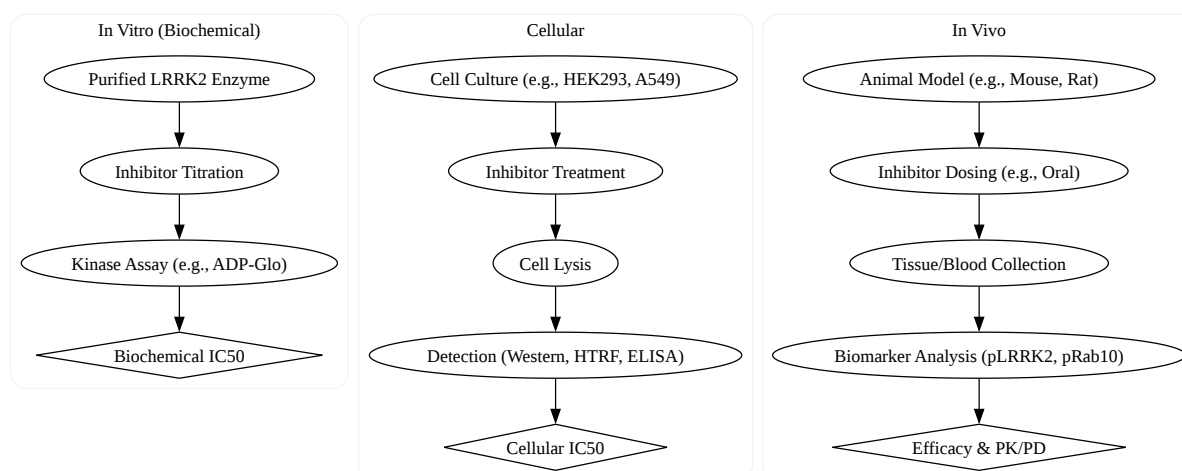 In Vitro (Biochemical)
Purified LRRK2 Enzyme
Inhibitor Titration
Kinase Assay (e.g., ADP-Glo)
Biochemical IC50
Cellular
Cell Culture (e.g., HEK293, A549)
Inhibitor Treatment
Cell Lysis
Detection (Western, HTRF, ELISA)
Cellular IC50
In Vivo
Animal Model (e.g., Mouse, Rat)
Inhibitor Dosing (e.g., Oral)
Tissue/Blood Collection
Biomarker Analysis (pLRRK2, pRab10)
Efficacy & PK/PD